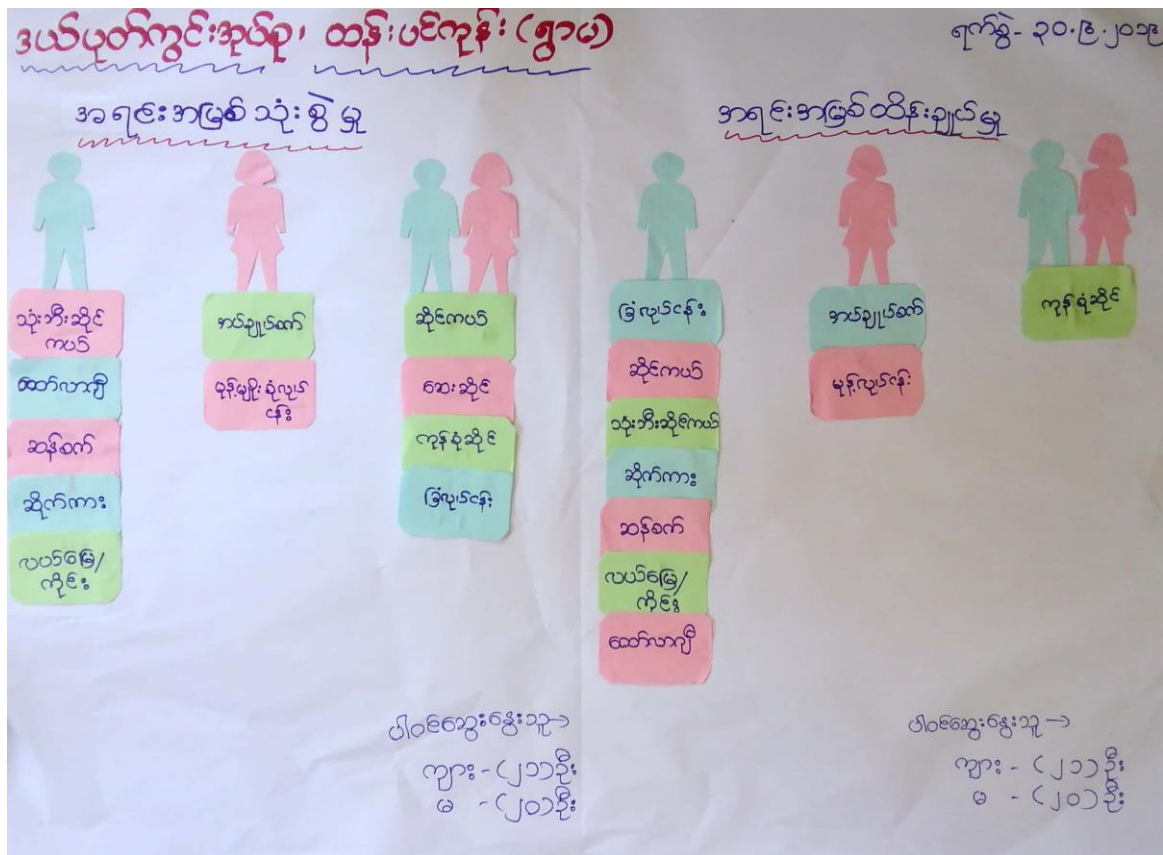 ဒယ်ပုတ်ကွင်းအုပ်စု၊ ထန်းပင်ကုန်း (ရွာမ)
ရက်စွဲ- ၃၀.၉.၂၀၁၉
အရင်းအမြစ် သုံးစွဲမှု
သုံးဘီးဆိုင်
ကယ်
ထော်လာဂျီ
ဆန်စက်
ဆိုက်ကား
လယ်မြေ/
ကိုင်း
အပ်ချုပ်စက်
မုန့်မျိုးစုံလုပ်
ငန်း
ဆိုင်ကယ်
ဆေးဆိုင်
ကုန်စုံဆိုင်
ခြံလုပ်ငန်း
ပါဝင်ဆွေးနွေးသူ→
ကျား - (၂၁)ဦး
မ - (၂၀)ဦး
အရင်းအမြစ်ထိန်းချုပ်မှု
ခြံလုပ်ငန်း
ဆိုင်ကယ်
သုံးဘီးဆိုင်ကယ်
ဆိုက်ကား
ဆန်စက်
လယ်မြေ/
ကိုင်း
ထော်လာဂျီ
အပ်ချုပ်စက်
မုန့်လုပ်ငန်း
ကုန်စုံဆိုင်
ပါဝင်ဆွေးနွေးသူ →
ကျား - (၂၁)ဦး
မ - (၂၀)ဦး